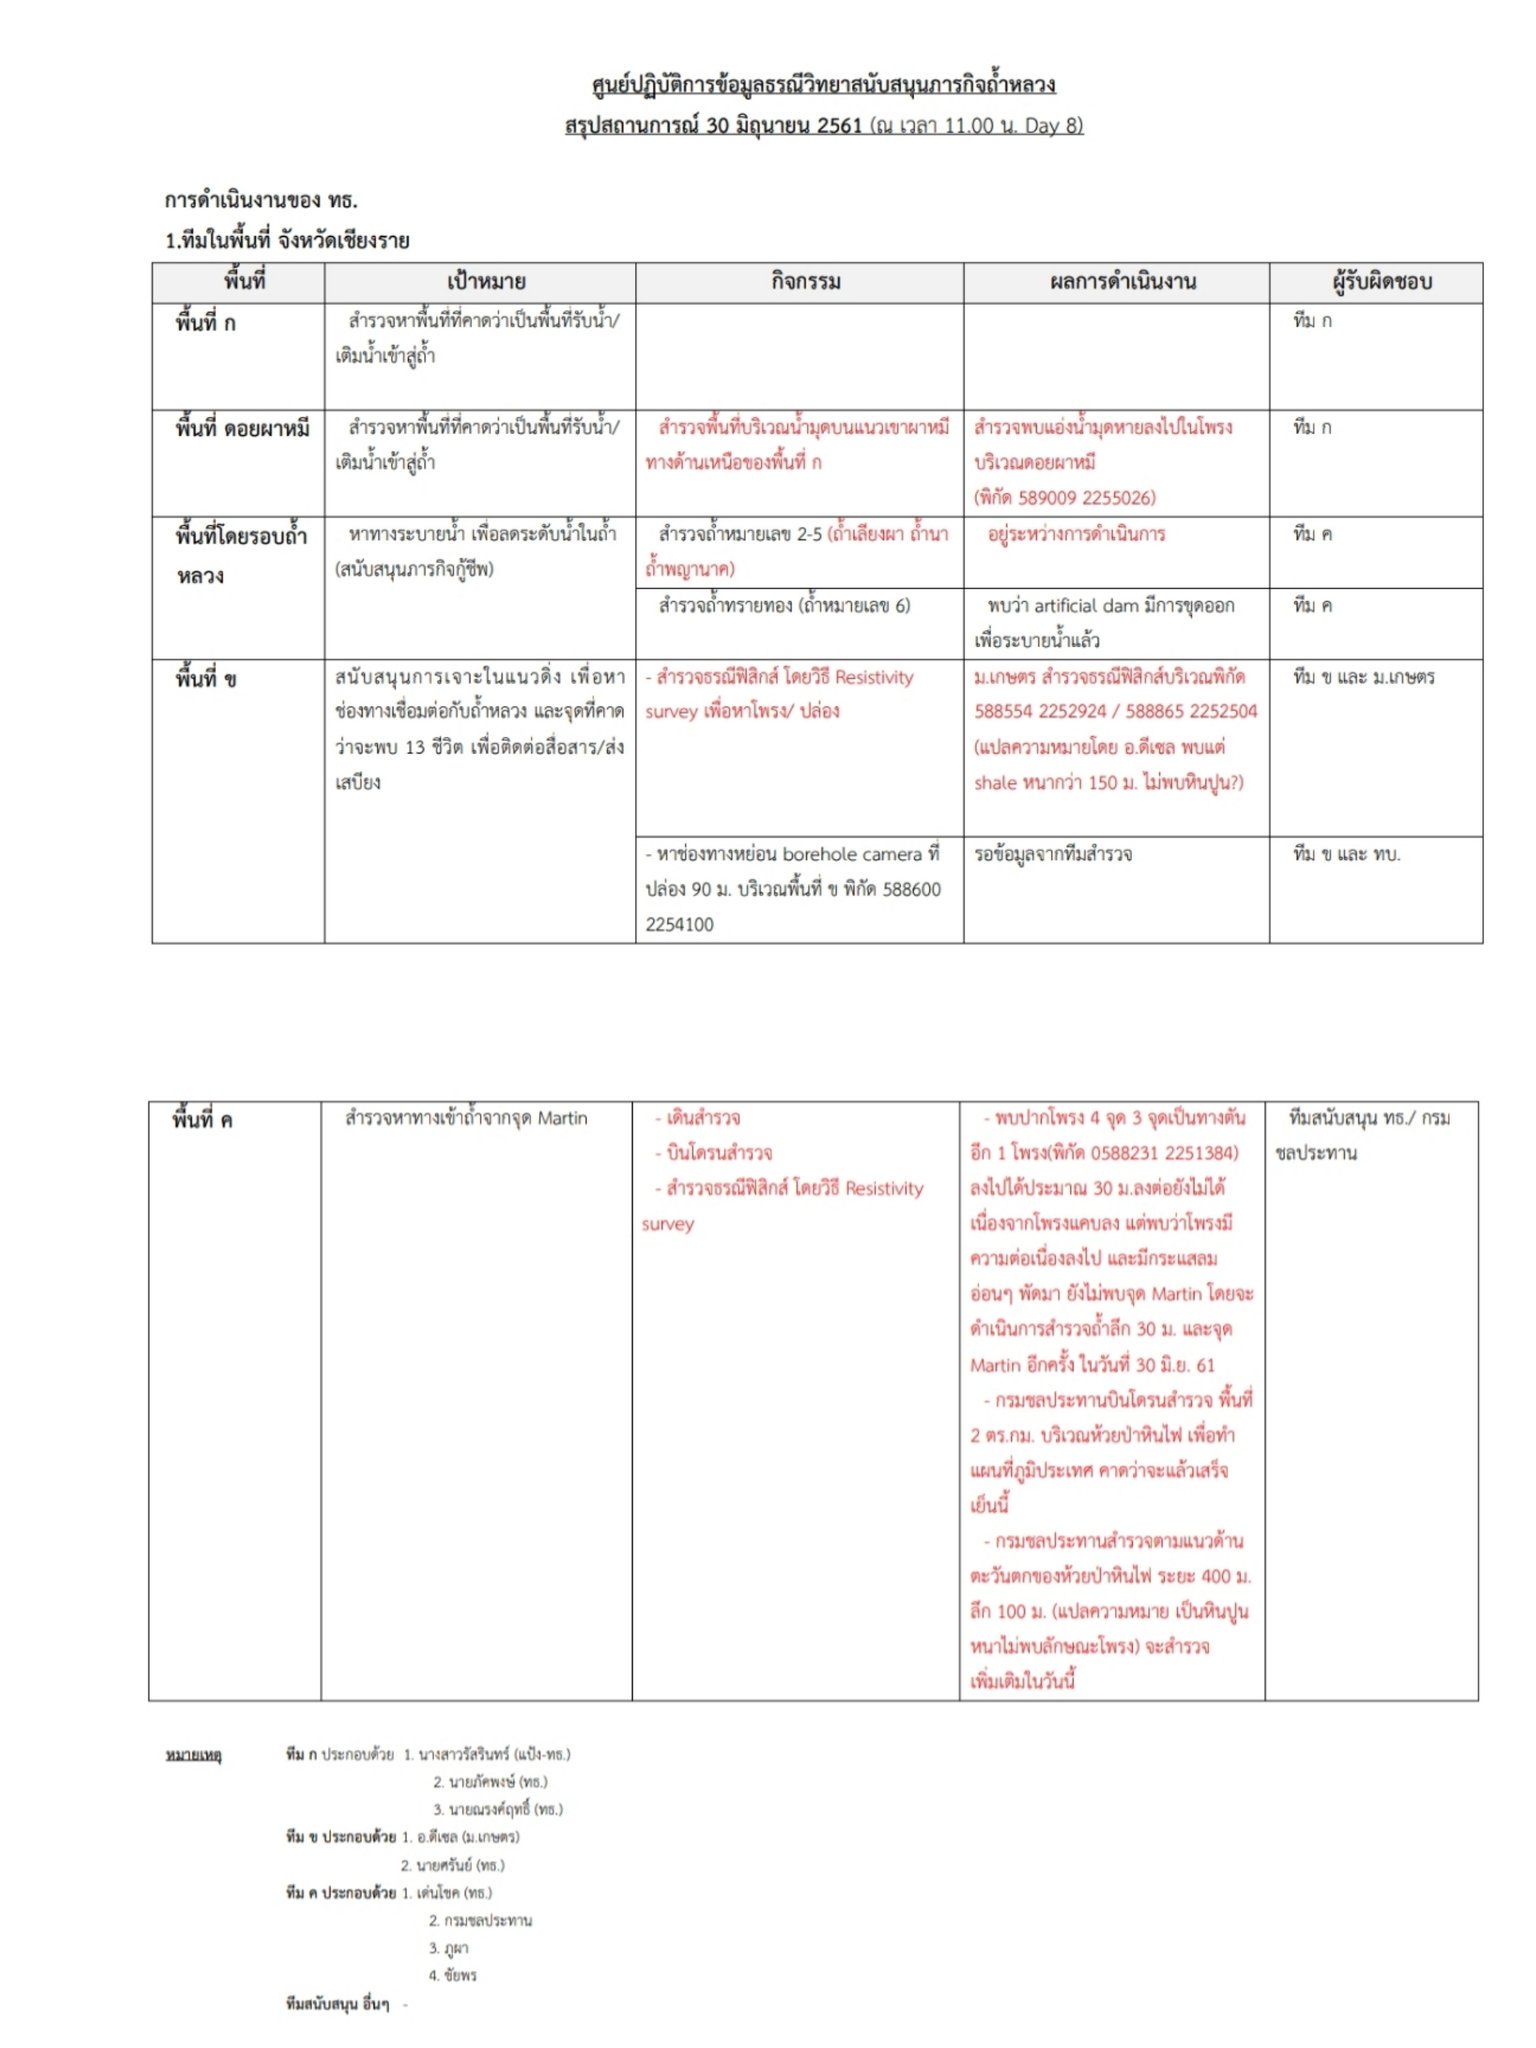 ศูนย์ปฏิบัติการข้อมูลธรณีวิทยาสนับสนุนภารกิจถ้ำหลวง
สรุปสถานการณ์ 30 มิถุนายน 2561 (ณ เวลา 11.00 น. Day 8)
การดำเนินงานของ ทธ.
1.ทีมในพื้นที่ จังหวัดเชียงราย
พื้นที่ เป้าหมาย กิจกรรม ผลการดำเนินงาน ผู้รับผิดชอบ
พื้นที่ ก
สำรวจหาพื้นที่ที่คาดว่าเป็นพื้นที่รับน้ำ/
เติมน้ำเข้าสู่ถ้ำ
ทีม ก
พื้นที่ ดอยผาหมี
สำรวจหาพื้นที่ที่คาดว่าเป็นพื้นที่รับน้ำ/
เติมน้ำเข้าสู่ถ้ำ
สำรวจพื้นที่บริเวณน้ำมุดบนแนวเขาผาหมี
ทางด้านเหนือของพื้นที่ ก
สำรวจพบแอ่งน้ำมุดหายลงไปในโพรง
บริเวณดอยผาหมี
(พิกัด 589009 2255026)
ทีม ก
พื้นที่โดยรอบถ้ำ
หลวง
หาทางระบายน้ำ เพื่อลดระดับน้ำในถ้ำ
(สนับสนุนภารกิจกู้ชีพ)
สำรวจถ้ำหมายเลข 2-5 (ถ้ำเลียงผา ถ้ำนา
ถ้ำพญานาค)
อยู่ระหว่างการดำเนินการ
ทีม ค
สำรวจถ้ำทรายทอง (ถ้ำหมายเลข 6)
พบว่า artificial dam มีการขุดออก
เพื่อระบายน้ำแล้ว
ทีม ค
พื้นที่ ข
สนับสนุนการเจาะในแนวดิ่ง เพื่อหา
ช่องทางเชื่อมต่อกับถ้ำหลวง และจุดที่คาด
ว่าจะพบ 13 ชีวิต เพื่อติดต่อสื่อสาร/ส่ง
เสบียง
- สำรวจธรณีฟิสิกส์ โดยวิธี Resistivity
survey เพื่อหาโพรง/ ปล่อง
ม.เกษตร สำรวจธรณีฟิสิกส์บริเวณพิกัด
588554 2252924 / 588865 2252504
(แปลความหมายโดย อ.ดีเซล พบแต่
shale หนากว่า 150 ม. ไม่พบหินปูน?)
ทีม ข และ ม.เกษตร
- หาช่องทางหย่อน borehole camera ที่
ปล่อง 90 ม. บริเวณพื้นที่ ข พิกัด 588600
2254100
รอข้อมูลจากทีมสำรวจ
ทีม ข และ ทบ.
พื้นที่ ค
สำรวจหาทางเข้าถ้ำจากจุด Martin
- เดินสำรวจ
- บินโดรนสำรวจ
- สำรวจธรณีฟิสิกส์ โดยวิธี Resistivity
survey
- พบปากโพรง 4 จุด 3 จุดเป็นทางตัน
อีก 1 โพรง(พิกัด 0588231 2251384)
ลงไปได้ประมาณ 30 ม.ลงต่อยังไม่ได้
เนื่องจากโพรงแคบลง แต่พบว่าโพรงมี
ความต่อเนื่องลงไป และมีกระแสลม
อ่อนๆ พัดมา ยังไม่พบจุด Martin โดยจะ
ดำเนินการสำรวจถ้ำลึก 30 ม. และจุด
Martin อีกครั้ง ในวันที่ 30 มิ.ย. 61
- กรมชลประทานบินโดรนสำรวจ พื้นที่
2 ตร.กม. บริเวณห้วยป่าหินไฟ เพื่อทำ
แผนที่ภูมิประเทศ คาดว่าจะแล้วเสร็จ
เย็นนี้
- กรมชลประทานสำรวจตามแนวด้าน
ตะวันตกของห้วยป่าหินไฟ ระยะ 400 ม.
ลึก 100 ม. (แปลความหมาย เป็นหินปูน
หนาไม่พบลักษณะโพรง) จะสำรวจ
เพิ่มเติมในวันนี้
ทีมสนับสนุน ทธ./ กรม
ชลประทาน
หมายเหตุ ทีม ก ประกอบด้วย 1. นางสาวรัสรินทร์ (แป้ง-ทธ.)
2. นายภัคพงษ์ (ทธ.)
3. นายณรงค์ฤทธิ์ (ทธ.)
ทีม ข ประกอบด้วย 1. อ.ดีเซล (ม.เกษตร)
2. นายศรันย์ (ทธ.)
ทีม ค ประกอบด้วย 1. เด่นโชค (ทธ.)
2. กรมชลประทาน
3. ภูผา
4. ชัยพร
ทีมสนับสนุน อื่นๆ -